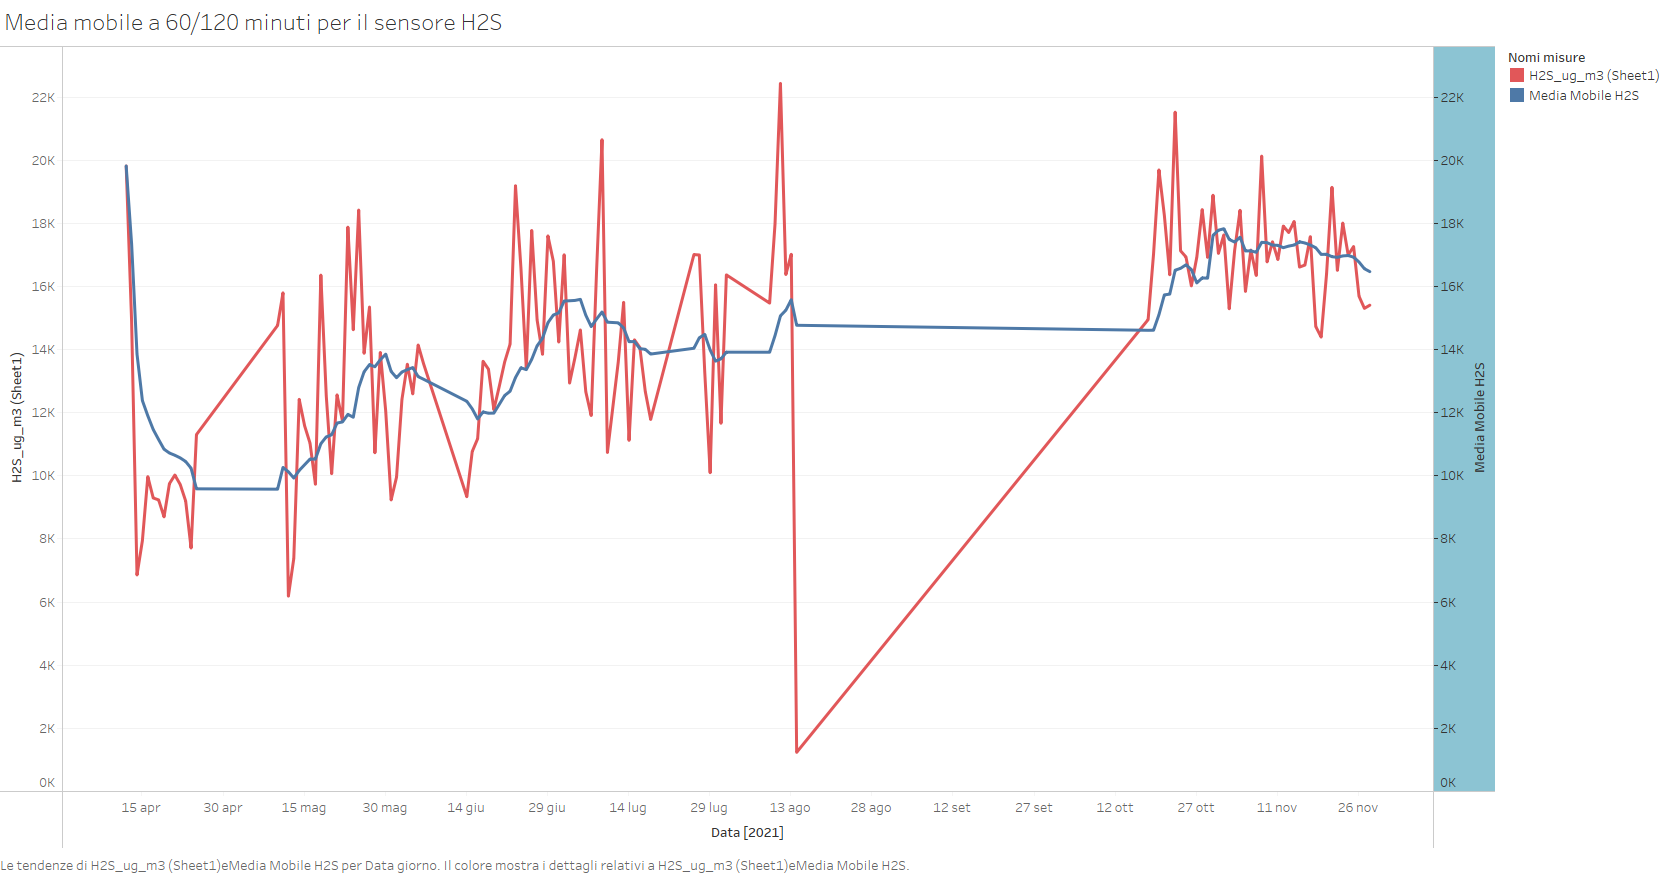 Media mobile a 60/120 minuti per il sensore H2S
Nomi misure
H2S_ug_m3 (Sheet1)
Media Mobile H2S
22K
20K
18K
16K
14K
12K
10K
8K
6K
4K
2K
0K
H2S_ug_m3 (Sheet1)
22K
20K
18K
16K
14K
12K
10K
8K
6K
4K
2K
0K
Media Mobile H2S
15 apr
30 apr
15 mag
30 mag
14 giu
29 giu
14 lug
29 lug
13 ago
28 ago
12 set
27 set
12 ott
27 ott
11 nov
26 nov
Data [2021]
Le tendenze di H2S_ug_m3 (Sheet1)eMedia Mobile H2S per Data giorno. Il colore mostra i dettagli relativi a H2S_ug_m3 (Sheet1)eMedia Mobile H2S.